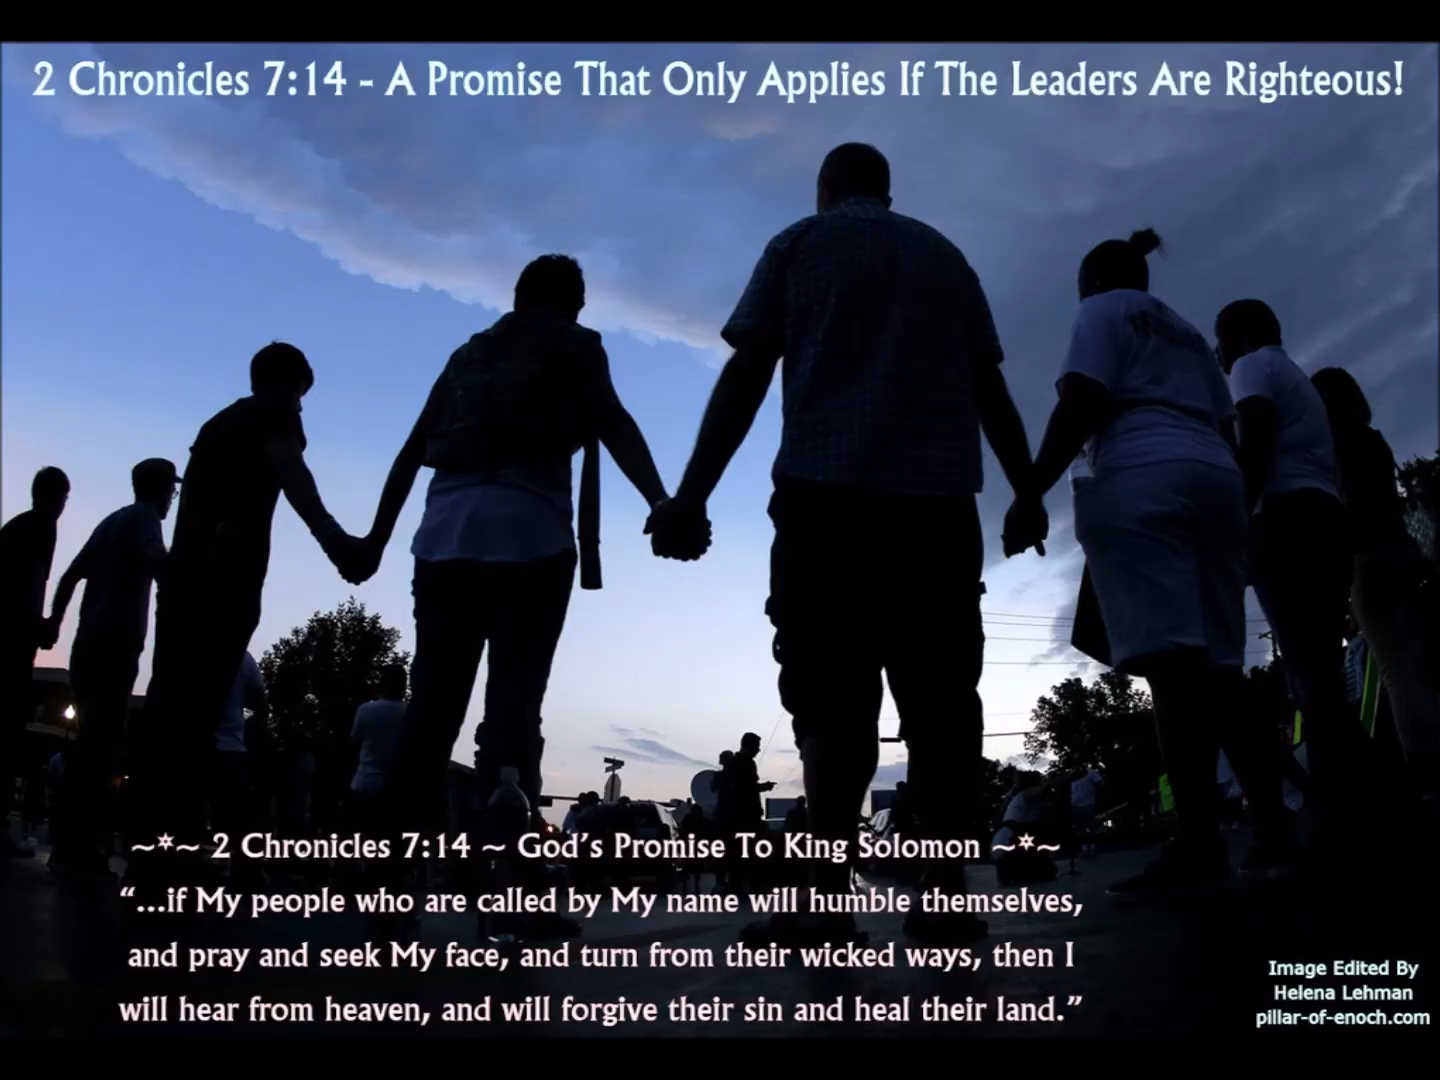 2 Chronicles 7:14 - A Promise That Only Applies If The Leaders Are Righteous!
~*~ 2 Chronicles 7:14 ~ God's Promise To King Solomon ~*~
“...if My people who are called by My name will humble themselves,
and pray and seek My face, and turn from their wicked ways, then I
will hear from heaven, and will forgive their sin and heal their land.”
Image Edited By
Helena Lehman
pillar-of-enoch.com